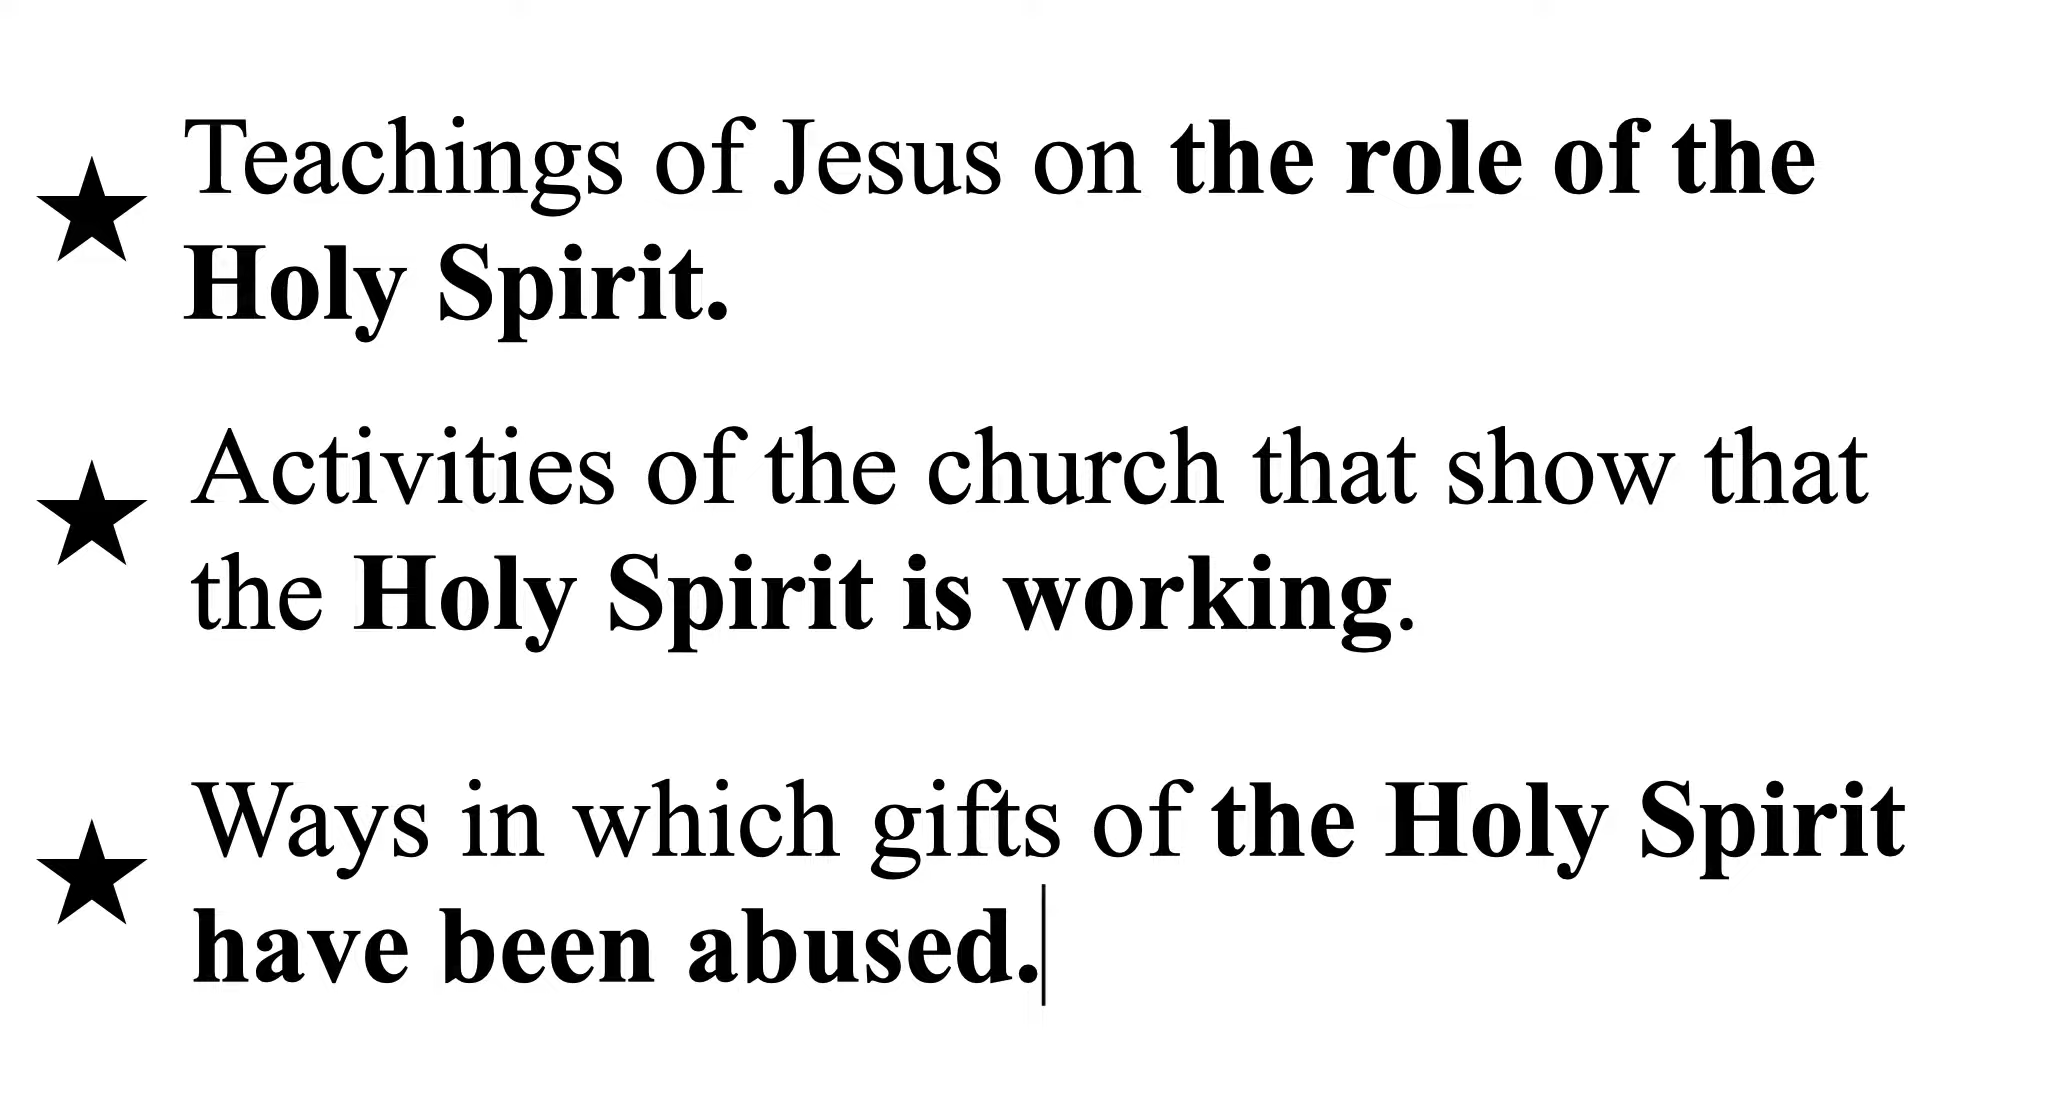 Teachings of Jesus on the role of the
Holy Spirit.
Activities of the church that show that
the Holy Spirit is working.
Ways in which gifts of the Holy Spirit
have been abused.